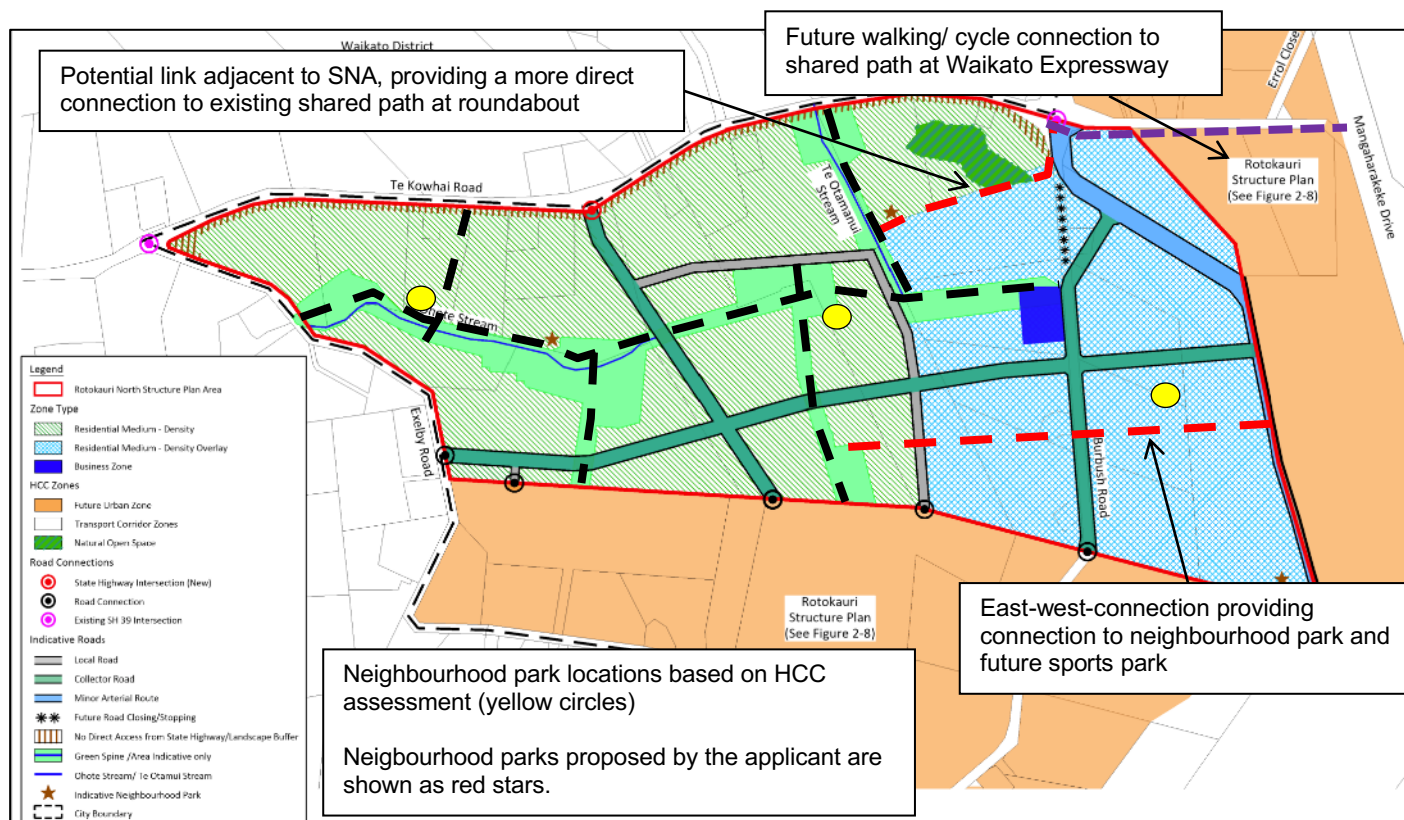 Waikato District
Potential link adjacent to SNA, providing a more direct
connection to existing shared path at roundabout
Future walking/ cycle connection to
shared path at Waikato Expressway
Errol Close
Mangaharakeke Drive
Rotokauri
Structure Plan
(See Figure 2-8)
Te Kowhai Road
Te Otamanui
Stream
Ohote Stream
Exelby Road
Burbush Road
Rotokauri
Structure Plan
(See Figure 2-8)
East-west-connection providing
connection to neighbourhood park and
future sports park
Neighbourhood park locations based on HCC
assessment (yellow circles)
Neigbourhood parks proposed by the applicant are
shown as red stars.
Legend
Rotokauri North Structure Plan Area
Zone Type
Residential Medium - Density
Residential Medium - Density Overlay
Business Zone
HCC Zones
Future Urban Zone
Transport Corridor Zones
Natural Open Space
Road Connections
State Highway Intersection (New)
Road Connection
Existing SH 39 Intersection
Indicative Roads
Local Road
Collector Road
Minor Arterial Route
Future Road Closing/Stopping
No Direct Access from State Highway/Landscape Buffer
Green Spine /Area Indicative only
Ohote Stream/ Te Otamui Stream
Indicative Neighbourhood Park
City Boundary